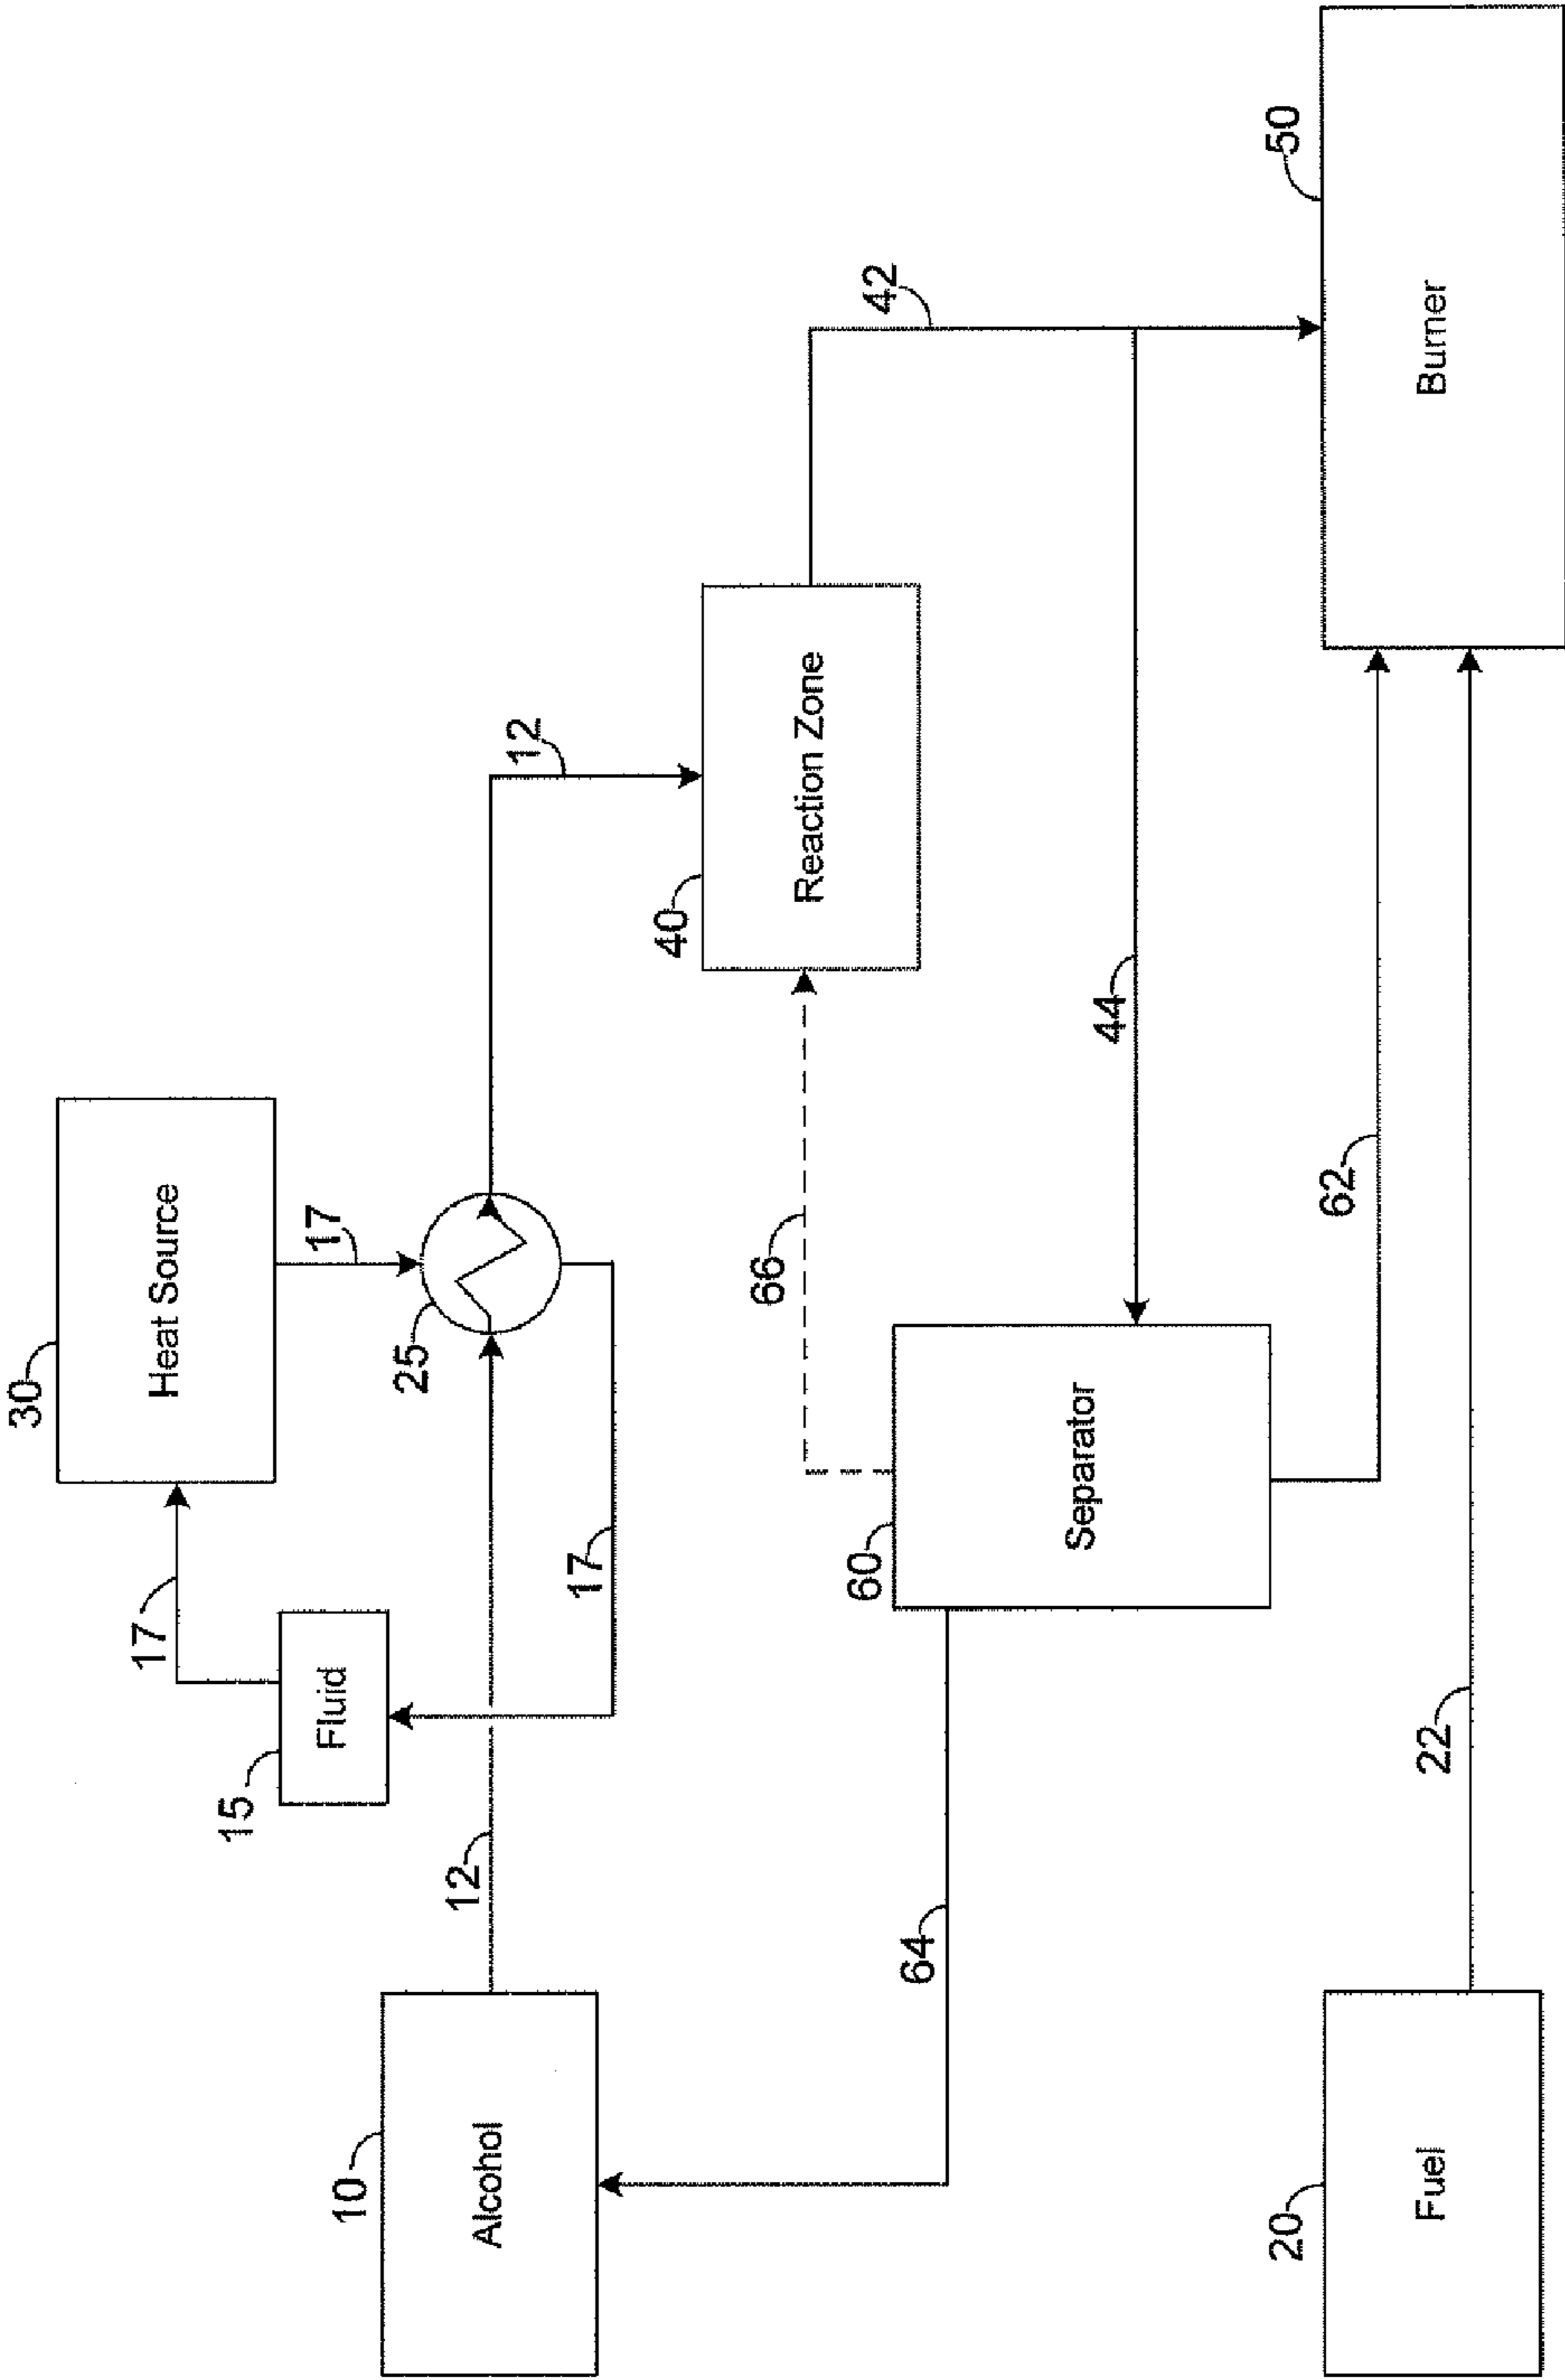 30
17
Heat Source
15
Fluid
17
10
25
12
Alcohol
12
17
40
66
Reaction Zone
60
42
64
Separator
44
20
50
62
Fuel
22
Burner